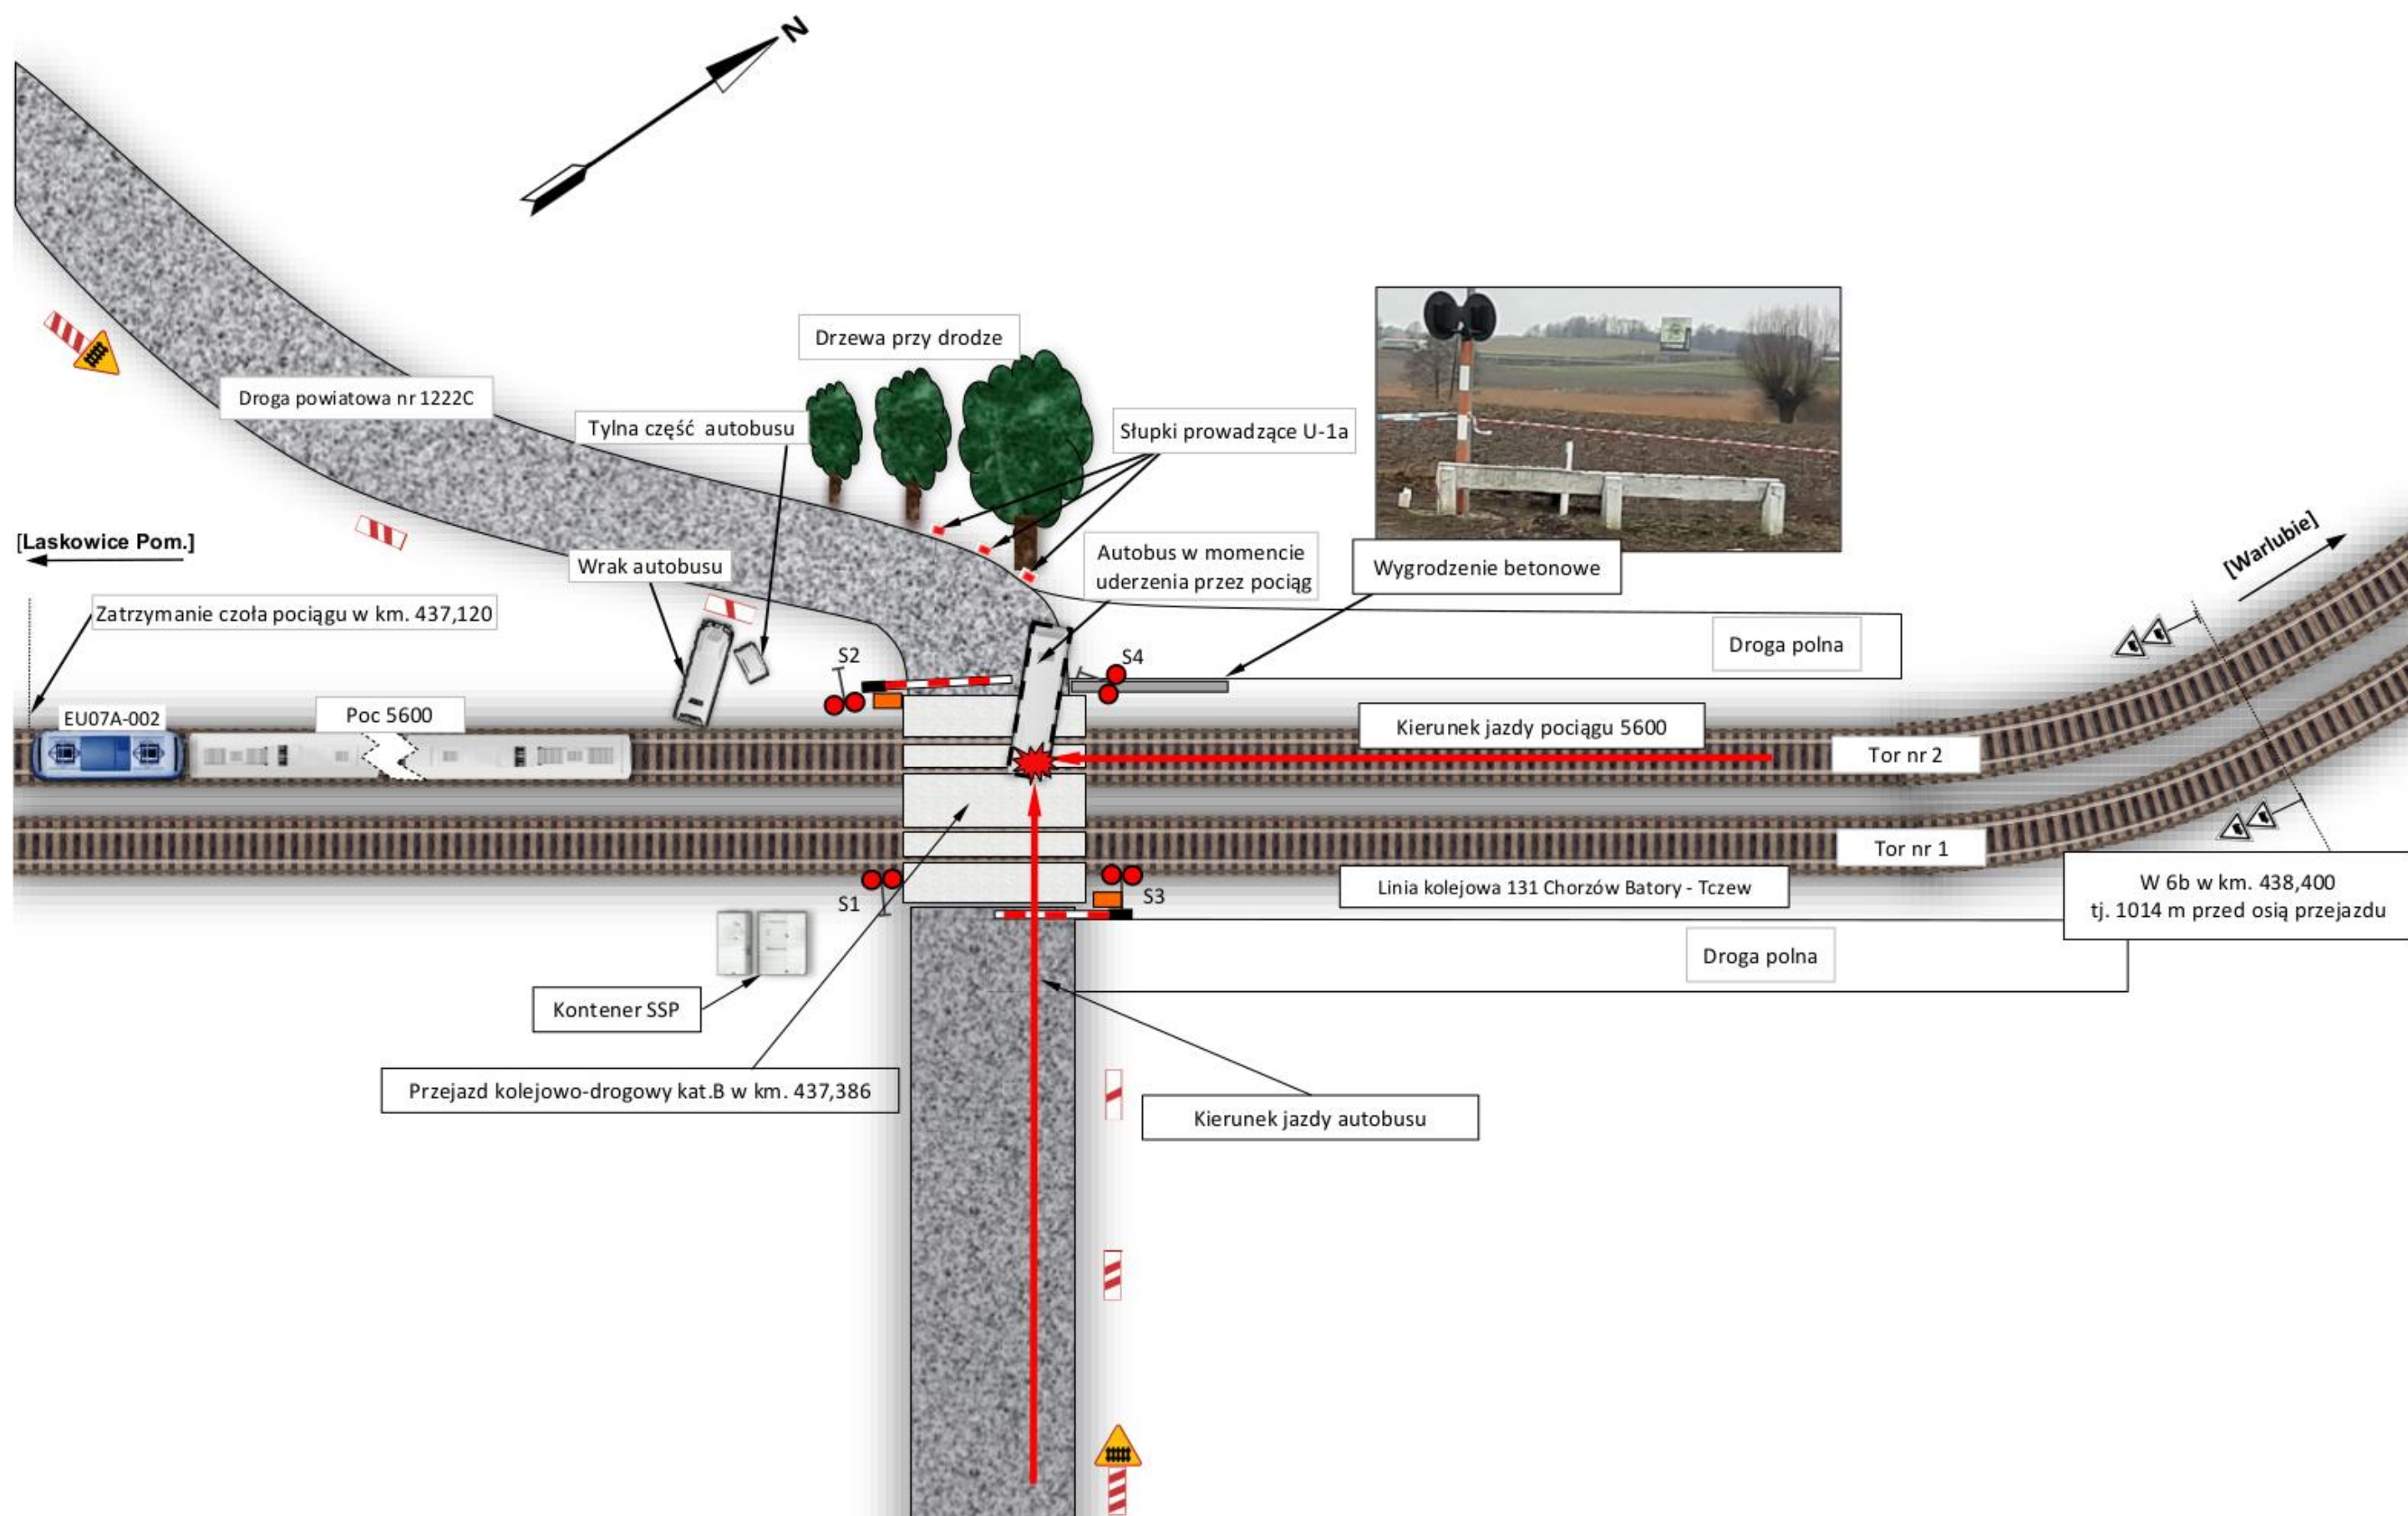 N
Drzewa przy drodze
Droga powiatowa nr 1222C
Tylna część autobusu
Słupki prowadzące U-1a
[Laskowice Pom.]
Wrak autobusu
Autobus w momencie
uderzenia przez pociąg
Wygrodzenie betonowe
[Warlubie]
Zatrzymanie czoła pociągu w km. 437,120
Droga polna
S2
S4
EU07A-002
Poc 5600
Kierunek jazdy pociągu 5600
Tor nr 2
Tor nr 1
Linia kolejowa 131 Chorzów Batory - Tczew
W 6b w km. 438,400
tj. 1014 m przed osią przejazdu
S1
S3
Droga polna
Kontener SSP
Przejazd kolejowo-drogowy kat.B w km. 437,386
Kierunek jazdy autobusu